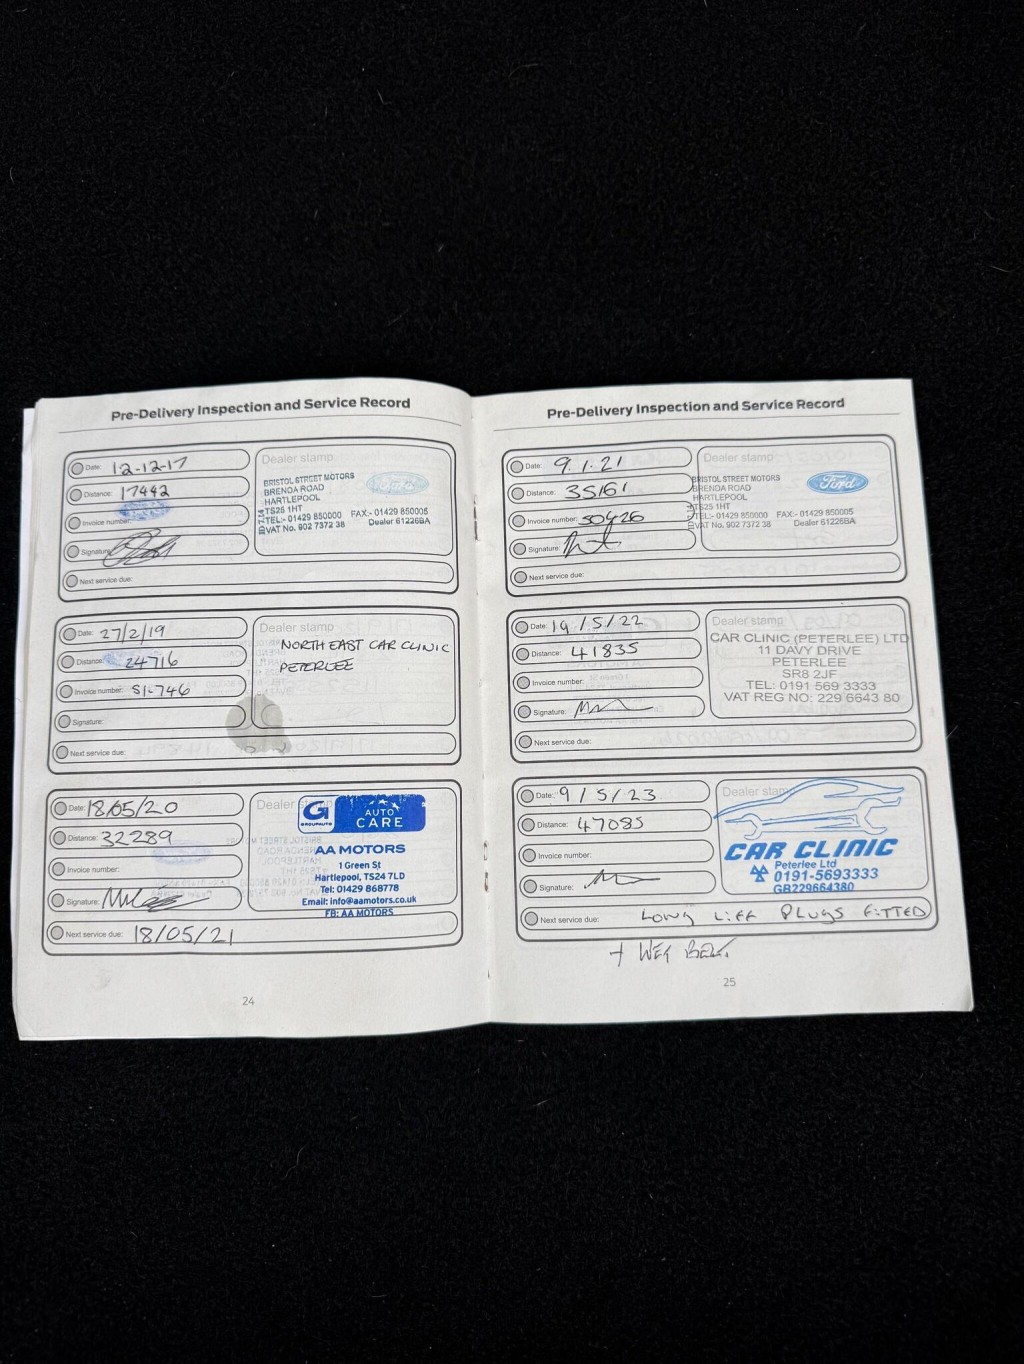 Pre-Delivery Inspection and Service Record
Date: 12-12-17
Distance: 17442
Invoice number:
Signature:
Next service due:
Dealer stamp
BRISTOL STREET MOTORS
BRENDA ROAD
HARTLEPOOL
TS25 1HT
TEL:- 01429 850000 FAX:- 01429 850005
VAT No. 902 7372 38 Dealer 61226BA
Ford
Date: 27/2/19
Distance: 24716
Invoice number: S1-746
Signature:
Next service due:
Dealer stamp
NORTH EAST CAR CLINIC
PETERLEE
Date: 18/05/20
Distance: 32289
Invoice number:
Signature:
Next service due: 18/05/21
Dealer stamp
G
GROUPAUTO
AUTO
CARE
AA MOTORS
1 Green St
Hartlepool, TS24 7LD
Tel: 01429 868778
Email: info@aamotors.co.uk
FB: AA MOTORS
24
Pre-Delivery Inspection and Service Record
Date: 9.1.21
Distance: 35161
Invoice number: 50426
Signature:
Next service due:
Dealer stamp
BRISTOL STREET MOTORS
BRENDA ROAD
HARTLEPOOL
TS25 1HT
TEL:- 01429 850000 FAX:- 01429 850005
VAT No. 902 7372 38 Dealer 61226BA
Ford
Date: 19/5/22
Distance: 41835
Invoice number:
Signature:
Next service due:
Dealer stamp
CAR CLINIC (PETERLEE) LTD
11 DAVY DRIVE
PETERLEE
SR8 2JF
TEL: 0191 569 3333
VAT REG NO: 229 6643 80
Date: 9/5/23
Distance: 47085
Invoice number:
Signature:
Next service due: LONG LIFE PLUGS FITTED
+ WET BELT.
Dealer stamp
CAR CLINIC
Peterlee Ltd
0191-5693333
GB229664380
25